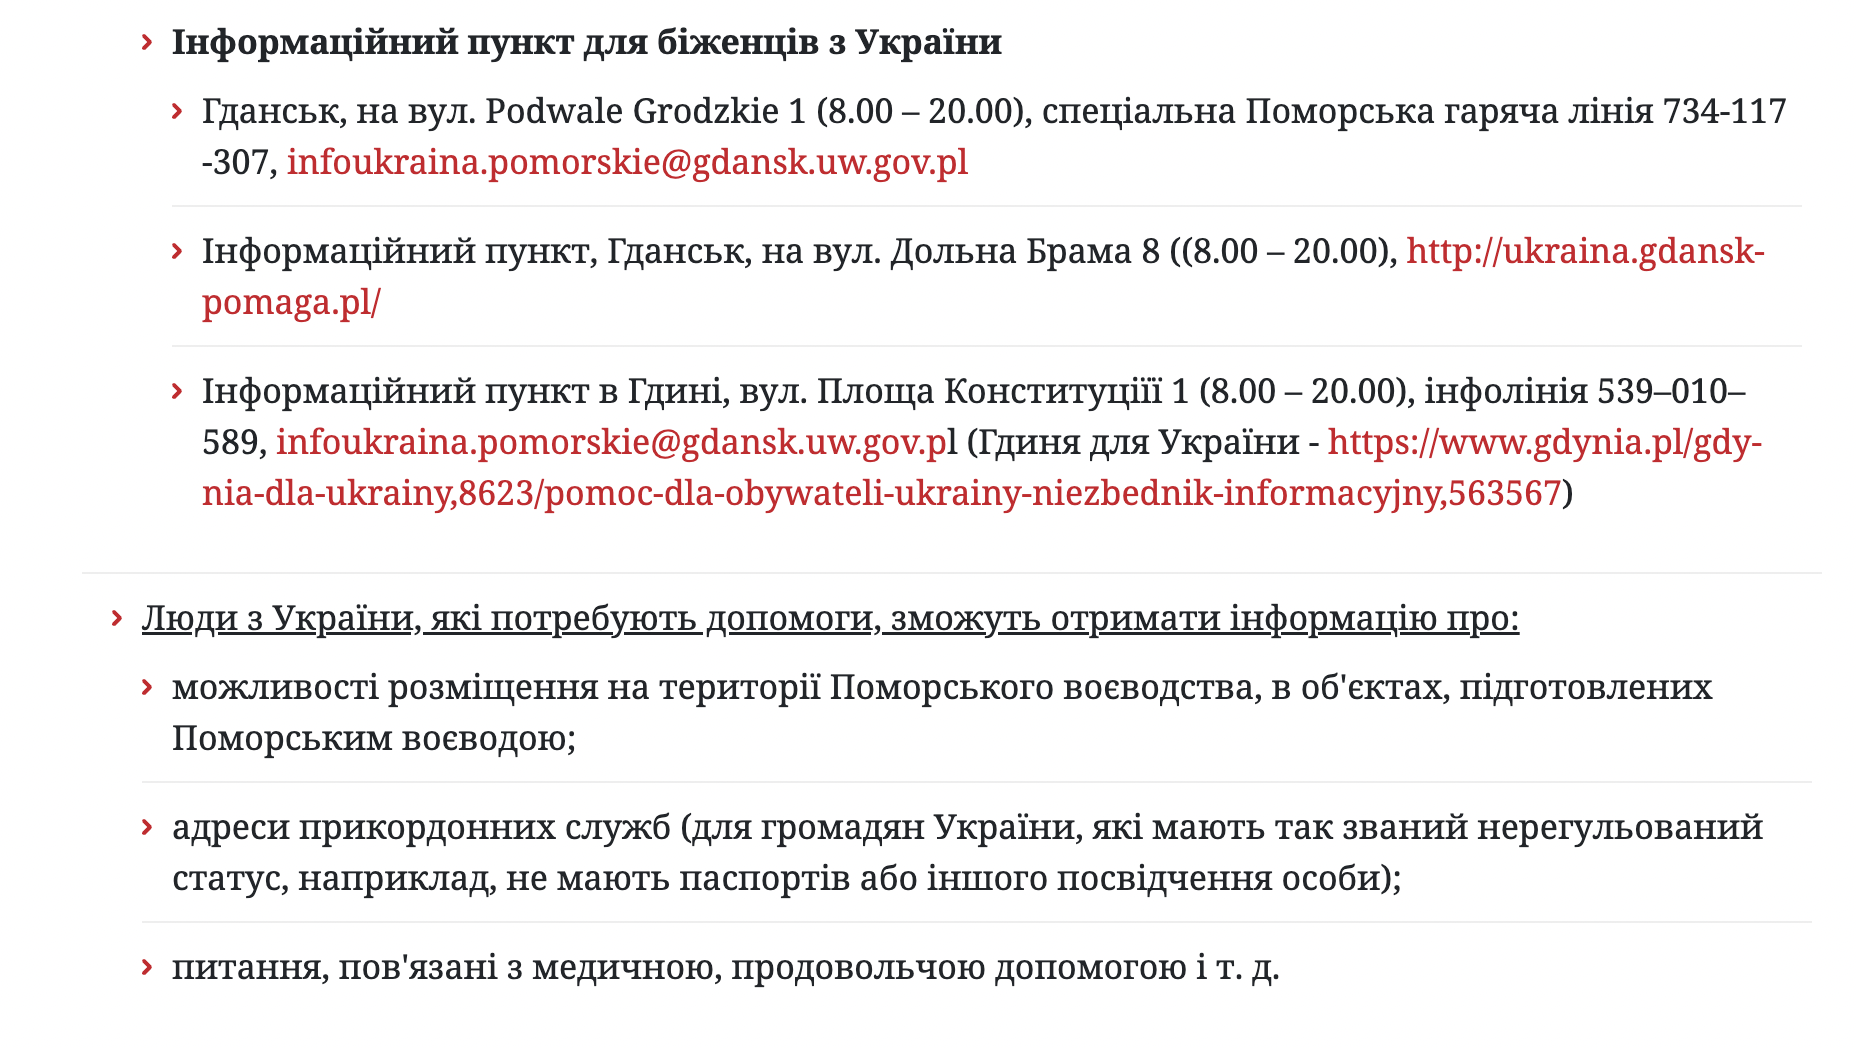 Інформаційний пункт для біженців з України
Гданськ, на вул. Podwale Grodzkie 1 (8.00 – 20.00), спеціальна Поморська гаряча лінія 734-117
-307, infoukraina.pomorskie@gdansk.uw.gov.pl
Інформаційний пункт, Гданськ, на вул. Дольна Брама 8 ((8.00 – 20.00), http://ukraina.gdansk-
pomaga.pl/
Інформаційний пункт в Гдині, вул. Площа Конституціїї 1 (8.00 – 20.00), інфолінія 539–010–
589, infoukraina.pomorskie@gdansk.uw.gov.pl (Гдиня для України - https://www.gdynia.pl/gdy-
nia-dla-ukrainy,8623/pomoc-dla-obywateli-ukrainy-niezbednik-informacyjny,563567)
Люди з України, які потребують допомоги, зможуть отримати інформацію про:
можливості розміщення на території Поморського воєводства, в об'єктах, підготовлених
Поморським воєводою;
адреси прикордонних служб (для громадян України, які мають так званий нерегульований
статус, наприклад, не мають паспортів або іншого посвідчення особи);
питання, пов'язані з медичною, продовольчою допомогою і т. д.